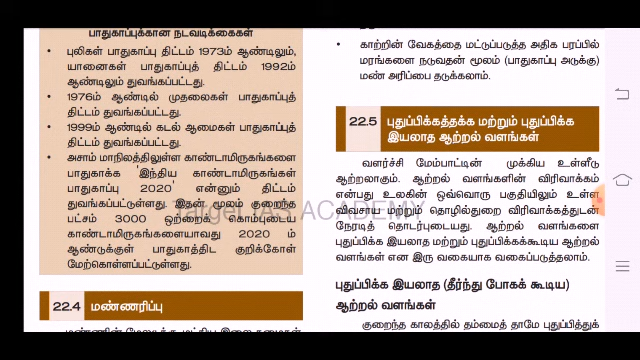 பாதுகாப்புக்கான நடவடிக்கைகள்
• புலிகள் பாதுகாப்பு திட்டம் 1973ம் ஆண்டிலும்,
யானைகள் பாதுகாப்புத் திட்டம் 1992ம்
ஆண்டிலும் துவங்கப்பட்டது.
• 1976ம் ஆண்டில் முதலைகள் பாதுகாப்புத்
திட்டம் துவங்கப்பட்டது.
• 1999ம் ஆண்டில் கடல் ஆமைகள் பாதுகாப்புத்
திட்டம் துவங்கப்பட்டது.
• அசாம் மாநிலத்திலுள்ள காண்டாமிருகங்களை
பாதுகாக்க 'இந்திய காண்டாமிருகங்கள்
பாதுகாப்பு 2020' என்னும் திட்டம்
துவங்கப்பட்டுள்ளது. இதன் மூலம் குறைந்த
பட்சம் 3000 ஒற்றைக் கொம்புடைய
காண்டாமிருகங்களையாவது 2020 ம்
ஆண்டுக்குள் பாதுகாத்திட குறிக்கோள்
மேற்கொள்ளப்பட்டுள்ளது.
22.4 மண்ணரிப்பு
• காற்றின் வேகத்தை மட்டுப்படுத்த அதிக பரப்பில்
மரங்களை நடுவதன் மூலம் (பாதுகாப்பு அடுக்கு)
மண் அரிப்பை தடுக்கலாம்.
22.5 புதுப்பிக்கத்தக்க மற்றும் புதுப்பிக்க
இயலாத ஆற்றல் வளங்கள்
வளர்ச்சி மேம்பாட்டின் முக்கிய உள்ளீடு
ஆற்றலாகும். ஆற்றல் வளங்களின் விரிவாக்கம்
என்பது உலகின் ஒவ்வொரு பகுதியிலும் உள்ள
விவசாய மற்றும் தொழில்துறை விரிவாக்கத்துடன்
நேரடித் தொடர்புடையது. ஆற்றல் வளங்களை
புதுப்பிக்க இயலாத மற்றும் புதுப்பிக்கக்கூடிய ஆற்றல்
வளங்கள் என இரு வகையாக வகைப்படுத்தலாம்.
புதுப்பிக்க இயலாத (தீர்ந்து போகக் கூடிய)
ஆற்றல் வளங்கள்
குறைந்த காலத்தில் தம்மைத் தாமே புதுப்பித்துக்
Target IAS ACADEMY